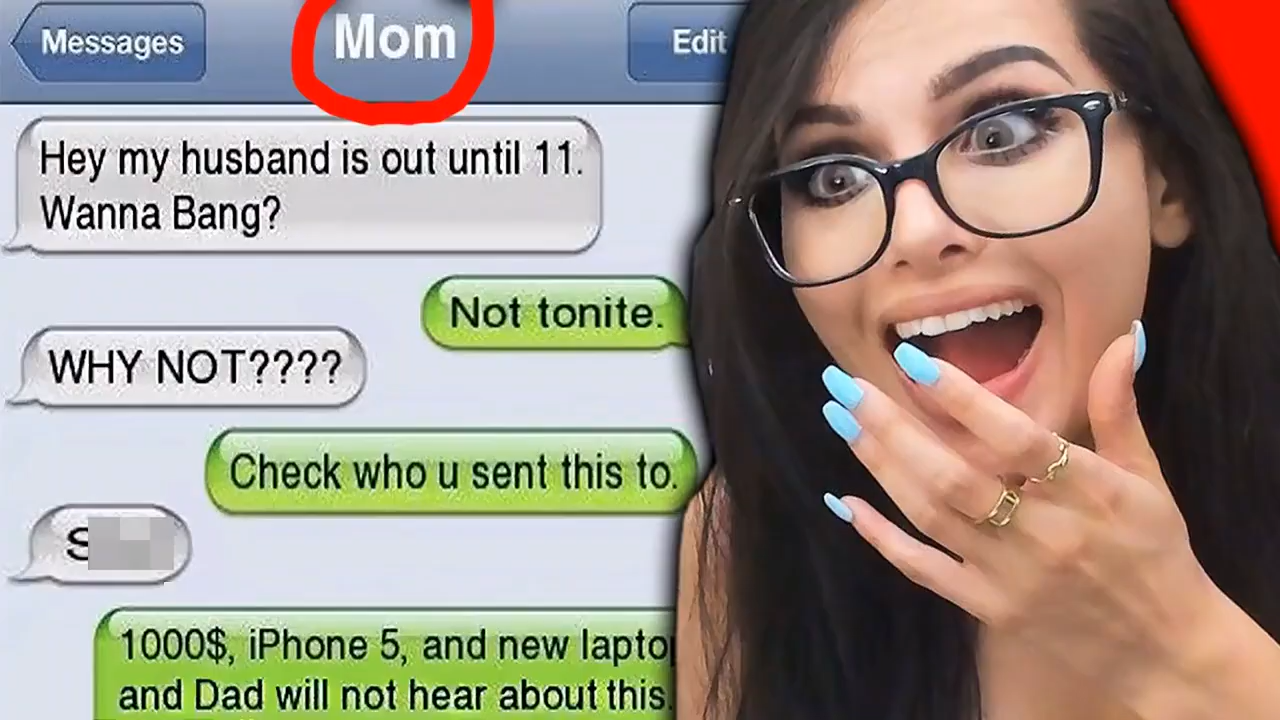 Messages
Mom
Edit
Hey my husband is out until 11.
Wanna Bang?
Not tonite.
WHY NOT????
Check who u sent this to.
S
1000$, iPhone 5, and new lapto
and Dad will not hear about this.